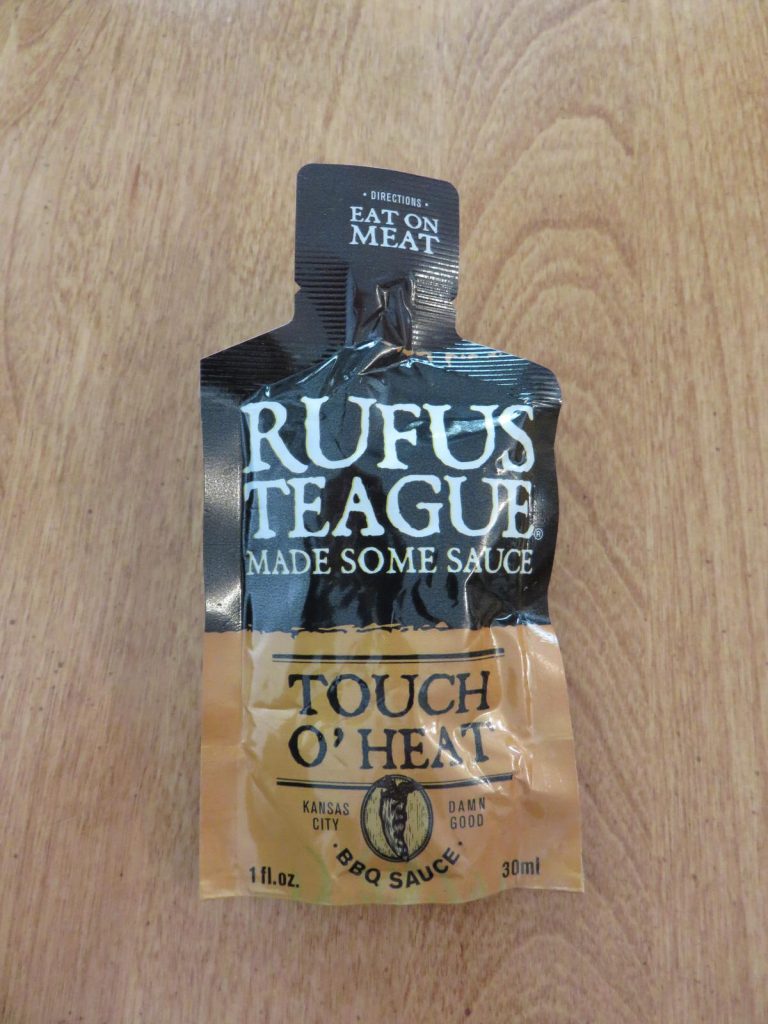 • DIRECTIONS •
EAT ON
MEAT
RUFUS
TEAGUE®
MADE SOME SAUCE
TOUCH
O' HEAT
KANSAS CITY
DAMN GOOD
• BBQ SAUCE •
1 fl.oz.
30ml